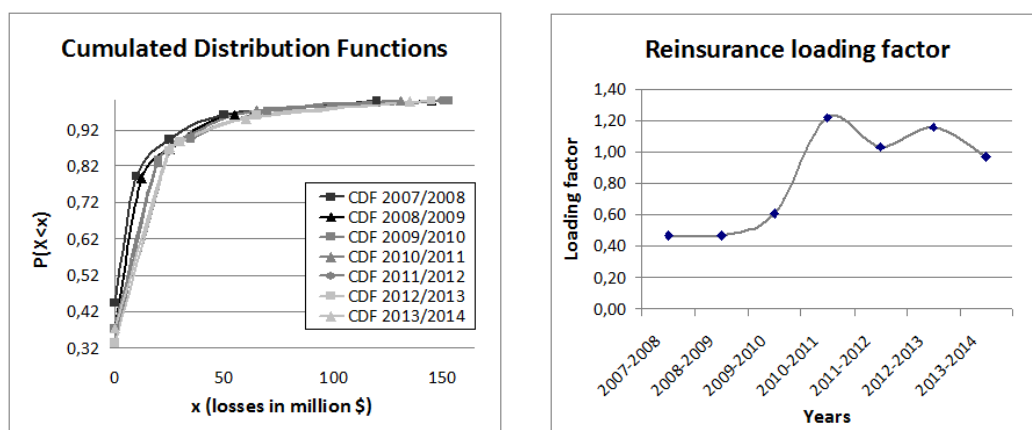 Cumulated Distribution Functions
P(X<x)
0,92
0,82
0,72
0,62
0,52
0,42
0,32
CDF 2007/2008
CDF 2008/2009
CDF 2009/2010
CDF 2010/2011
CDF 2011/2012
CDF 2012/2013
CDF 2013/2014
0 50 100 150
x (losses in million $)
Reinsurance loading factor
Loading factor
1,40
1,20
1,00
0,80
0,60
0,40
0,20
0,00
2007-2008
2008-2009
2009-2010
2010-2011
2011-2012
2012-2013
2013-2014
Years